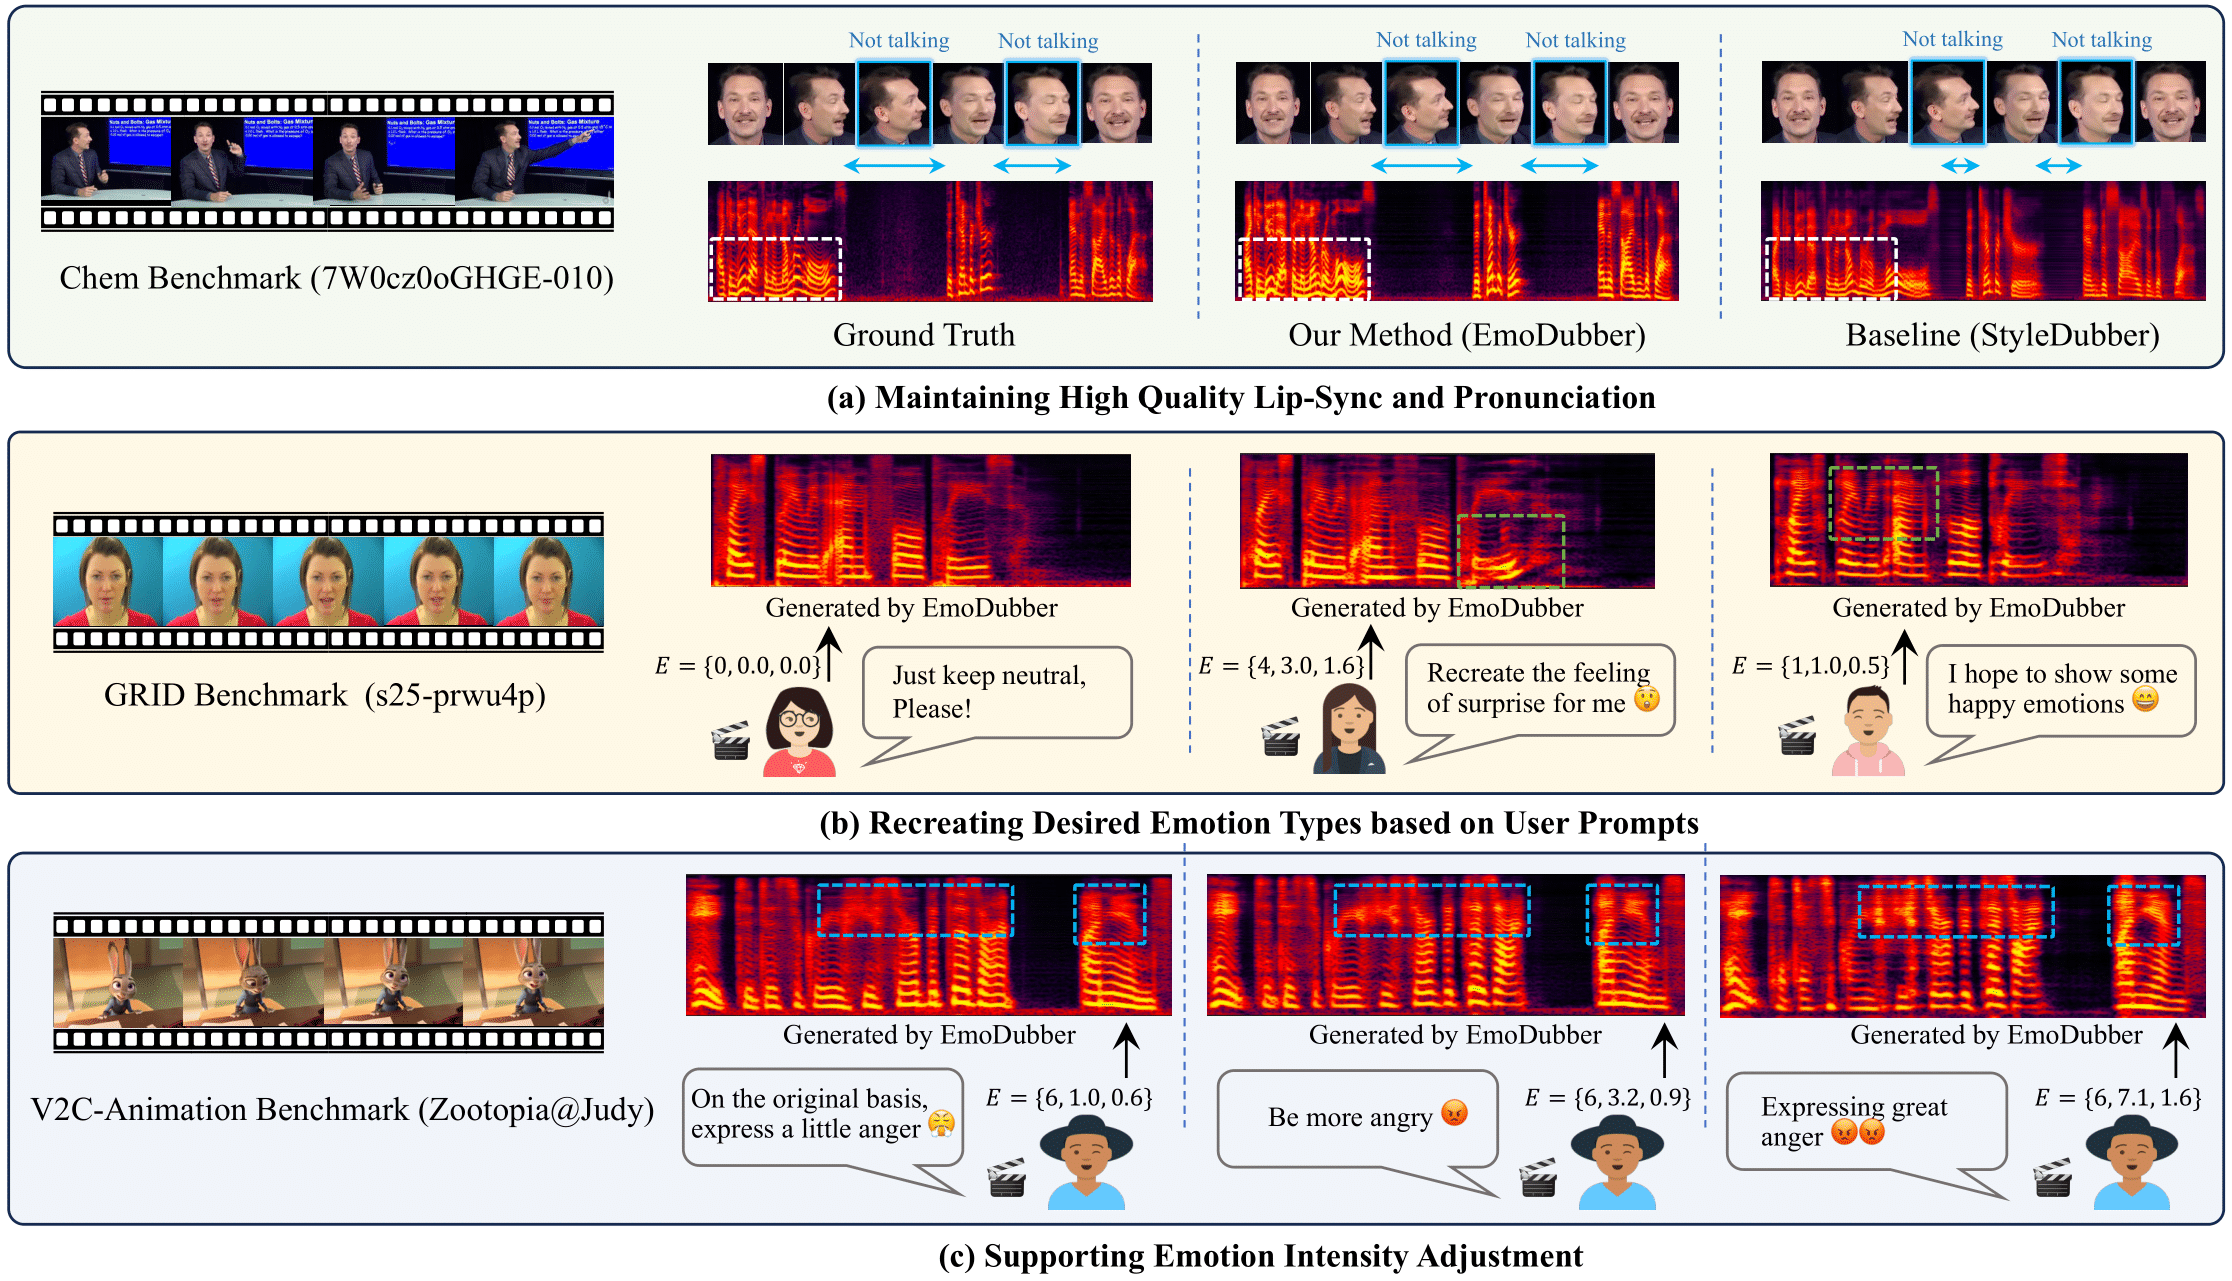 Not talking
Not talking
Not talking
Not talking
Not talking
Not talking
Nuts and Bolts: Gas Mixture
Chem Benchmark (7W0cz0oGHGE-010)
Ground Truth
Our Method (EmoDubber)
Baseline (StyleDubber)
(a) Maintaining High Quality Lip-Sync and Pronunciation
GRID Benchmark (s25-prwu4p)
Generated by EmoDubber
E = {0, 0.0, 0.0}
Just keep neutral,
Please!
Generated by EmoDubber
E = {4, 3.0, 1.6}
Recreate the feeling
of surprise for me 😲
Generated by EmoDubber
E = {1,1.0,0.5}
I hope to show some
happy emotions 😄
(b) Recreating Desired Emotion Types based on User Prompts
V2C-Animation Benchmark (Zootopia@Judy)
Generated by EmoDubber
On the original basis,
express a little anger 😤
E = {6, 1.0, 0.6}
Generated by EmoDubber
Be more angry 😡
E = {6, 3.2, 0.9}
Generated by EmoDubber
Expressing great
anger 😡😡
E = {6, 7.1, 1.6}
(c) Supporting Emotion Intensity Adjustment